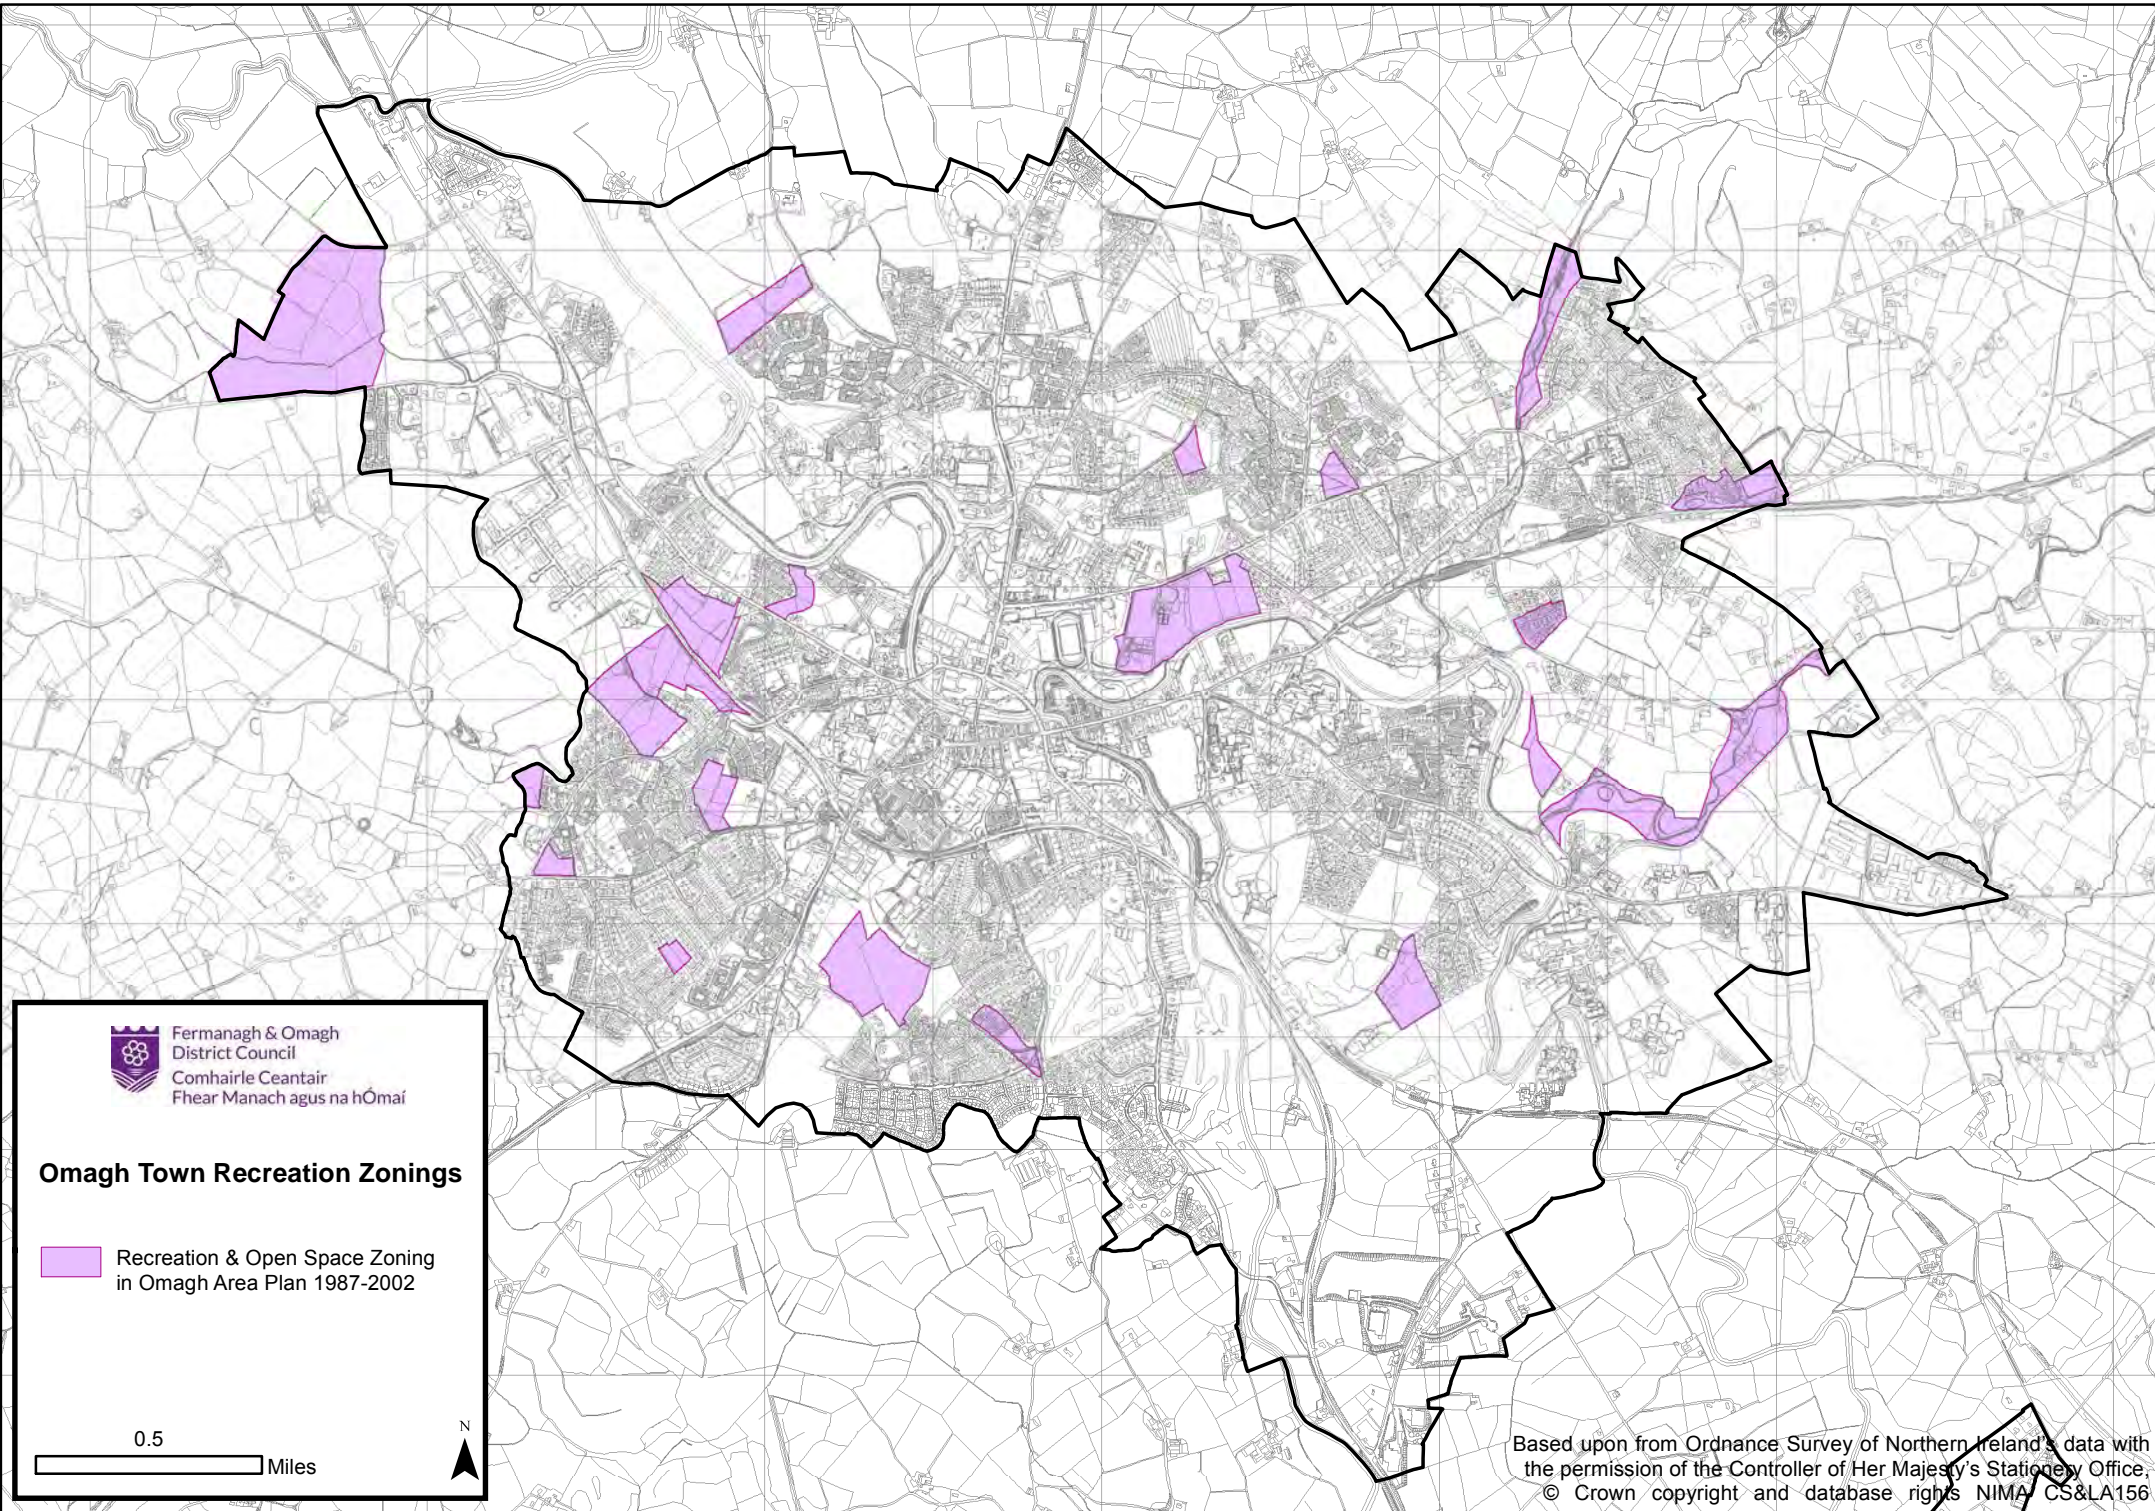 Fermanagh & Omagh
District Council
Comhairle Ceantair
Fhear Manach agus na hÓmaí
Omagh Town Recreation Zonings
Recreation & Open Space Zoning
in Omagh Area Plan 1987-2002
0.5
Miles
N
Based upon from Ordnance Survey of Northern Ireland's data with
the permission of the Controller of Her Majesty's Stationery Office,
© Crown copyright and database rights NIMA CS&LA156